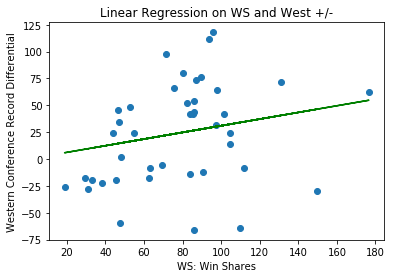 Linear Regression on WS and West +/-
Western Conference Record Differential
125
100
75
50
25
0
−25
−50
−75
20 40 60 80 100 120 140 160 180
WS: Win Shares